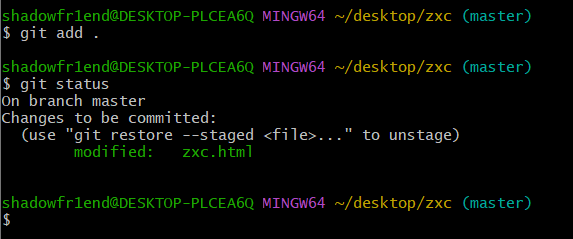 shadowfr1end@DESKTOP-PLCEA6Q MINGW64 ~/desktop/zxc (master)
$ git add .
shadowfr1end@DESKTOP-PLCEA6Q MINGW64 ~/desktop/zxc (master)
$ git status
On branch master
Changes to be committed:
  (use "git restore --staged <file>..." to unstage)
        modified:   zxc.html
shadowfr1end@DESKTOP-PLCEA6Q MINGW64 ~/desktop/zxc (master)
$